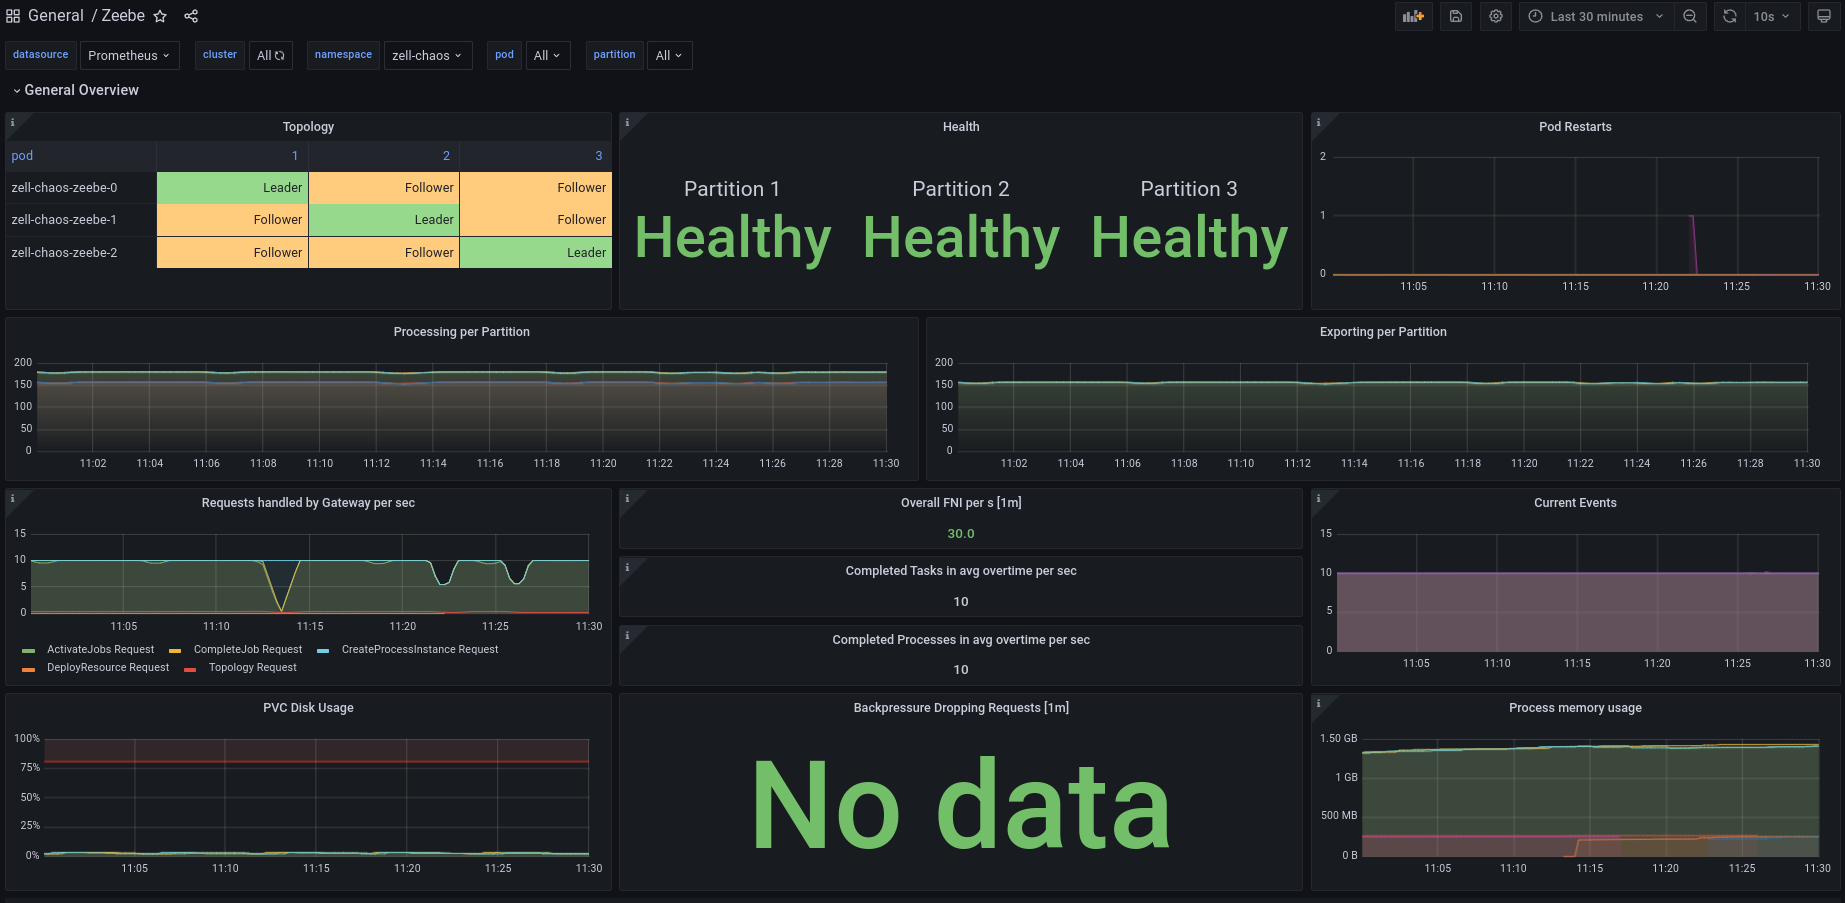 General / Zeebe
Last 30 minutes
10s
datasource Prometheus cluster All namespace zell-chaos pod All partition All
General Overview
Topology
pod 1 2 3
zell-chaos-zeebe-0 Leader Follower Follower
zell-chaos-zeebe-1 Follower Leader Follower
zell-chaos-zeebe-2 Follower Follower Leader
Health
Partition 1 Partition 2 Partition 3
Healthy Healthy Healthy
Pod Restarts
2
1
0
11:05 11:10 11:15 11:20 11:25 11:30
Processing per Partition
200
150
100
50
0
11:02 11:04 11:06 11:08 11:10 11:12 11:14 11:16 11:18 11:20 11:22 11:24 11:26 11:28 11:30
Exporting per Partition
200
150
100
50
0
11:02 11:04 11:06 11:08 11:10 11:12 11:14 11:16 11:18 11:20 11:22 11:24 11:26 11:28 11:30
Requests handled by Gateway per sec
15
10
5
0
11:05 11:10 11:15 11:20 11:25 11:30
ActivateJobs Request CompleteJob Request CreateProcessInstance Request
DeployResource Request Topology Request
Overall FNI per s [1m]
30.0
Completed Tasks in avg overtime per sec
10
Completed Processes in avg overtime per sec
10
Current Events
15
10
5
0
11:05 11:10 11:15 11:20 11:25 11:30
PVC Disk Usage
100%
75%
50%
25%
0%
11:05 11:10 11:15 11:20 11:25 11:30
Backpressure Dropping Requests [1m]
No data
Process memory usage
1.50 GB
1 GB
500 MB
0 B
11:05 11:10 11:15 11:20 11:25 11:30